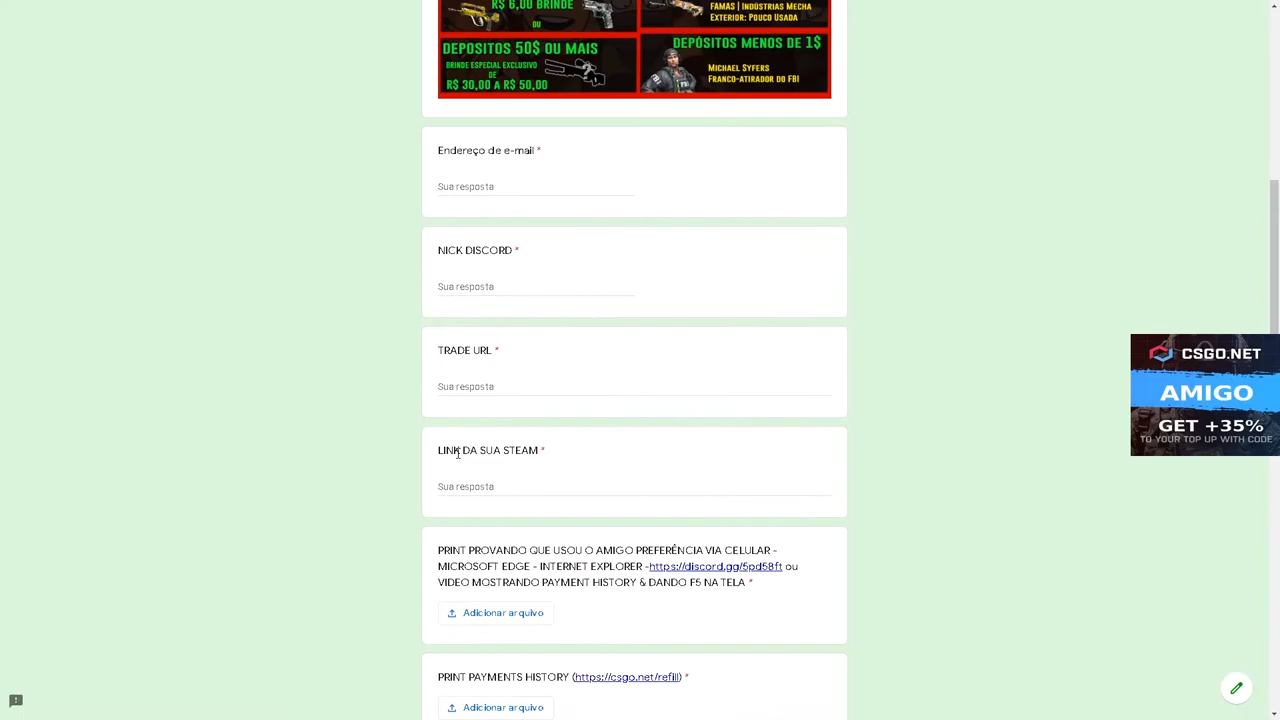 R$ 6,00 BRINDE
OU
FAMAS | INDÚSTRIAS MECHA
EXTERIOR: POUCO USADA
DEPOSITOS 50$ OU MAIS
BRINDE ESPECIAL EXCLUSIVO
DE
R$ 30,00 A R$ 50,00
DEPÓSITOS MENOS DE 1$
MICHAEL SYFERS
FRANCO-ATIRADOR DO FBI
Endereço de e-mail *
Sua resposta
NICK DISCORD *
Sua resposta
TRADE URL *
Sua resposta
LINK DA SUA STEAM *
Sua resposta
PRINT PROVANDO QUE USOU O AMIGO PREFERÊNCIA VIA CELULAR -
MICROSOFT EDGE - INTERNET EXPLORER -https://discord.gg/5pd58ft ou
VIDEO MOSTRANDO PAYMENT HISTORY & DANDO F5 NA TELA *
Adicionar arquivo
PRINT PAYMENTS HISTORY (https://csgo.net/refill) *
Adicionar arquivo
CSGO.NET
AMIGO
GET +35%
TO YOUR TOP UP WITH CODE